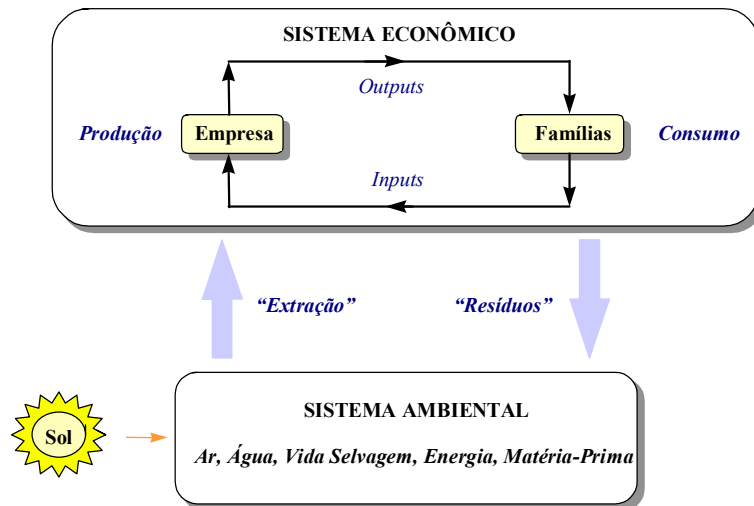 SISTEMA ECONÔMICO
Outputs
Produção
Empresa
Famílias
Consumo
Inputs
“Extração”
“Resíduos”
SISTEMA AMBIENTAL
Sol
Ar, Água, Vida Selvagem, Energia, Matéria-Prima